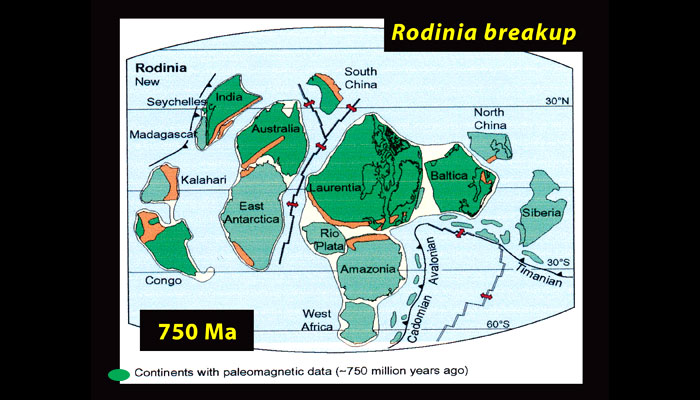 Rodinia breakup
Rodinia
New
South
China
India
Seychelles
30°N
North
China
Australia
Madagascar
Kalahari
Laurentia
Baltica
East
Antarctica
Siberia
Rio
Plata
Amazonia
Avalonian
Cadomian
30°S
Timanian
Congo
West
Africa
60°S
750 Ma
Continents with paleomagnetic data (~750 million years ago)